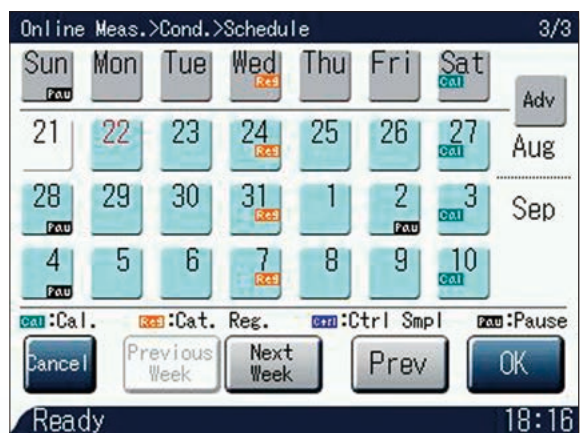 Online Meas.>Cond.>Schedule 3/3
Sun Mon Tue Wed Thu Fri Sat
Pau Reg Cal
Adv
21 22 23 24 25 26 27
Reg Cal
Aug
28 29 30 31 1 2 3
Pau Reg Pau Cal
Sep
4 5 6 7 8 9 10
Pau Reg Cal
Cal :Cal. Reg :Cat. Reg. Ctrl :Ctrl Smpl Pau :Pause
Cancel Previous Week Next Week Prev OK
Ready 18:16